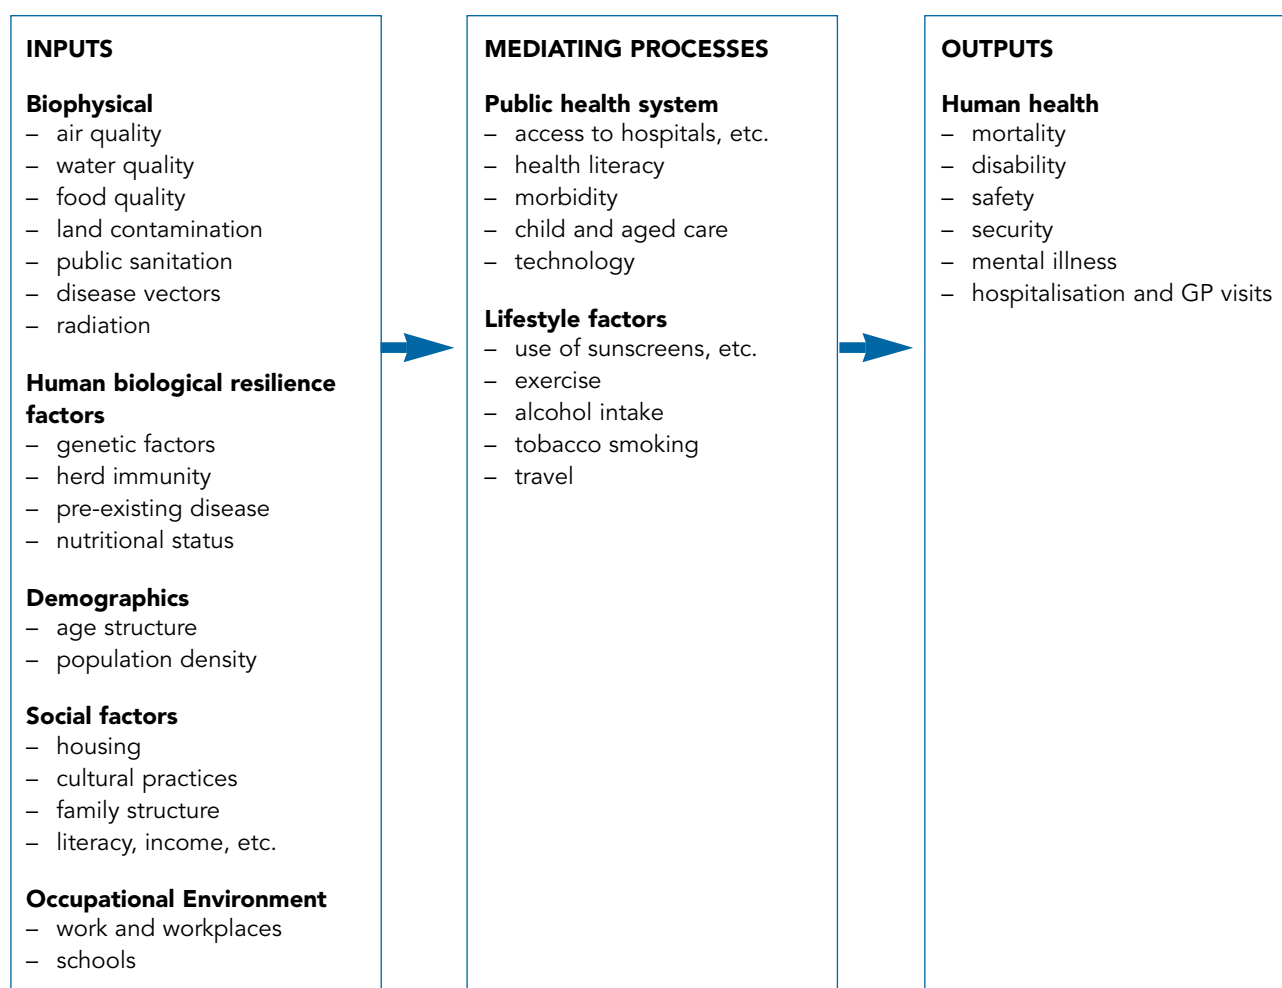 INPUTS
Biophysical
– air quality
– water quality
– food quality
– land contamination
– public sanitation
– disease vectors
– radiation
Human biological resilience
factors
– genetic factors
– herd immunity
– pre-existing disease
– nutritional status
Demographics
– age structure
– population density
Social factors
– housing
– cultural practices
– family structure
– literacy, income, etc.
Occupational Environment
– work and workplaces
– schools
MEDIATING PROCESSES
Public health system
– access to hospitals, etc.
– health literacy
– morbidity
– child and aged care
– technology
Lifestyle factors
– use of sunscreens, etc.
– exercise
– alcohol intake
– tobacco smoking
– travel
OUTPUTS
Human health
– mortality
– disability
– safety
– security
– mental illness
– hospitalisation and GP visits